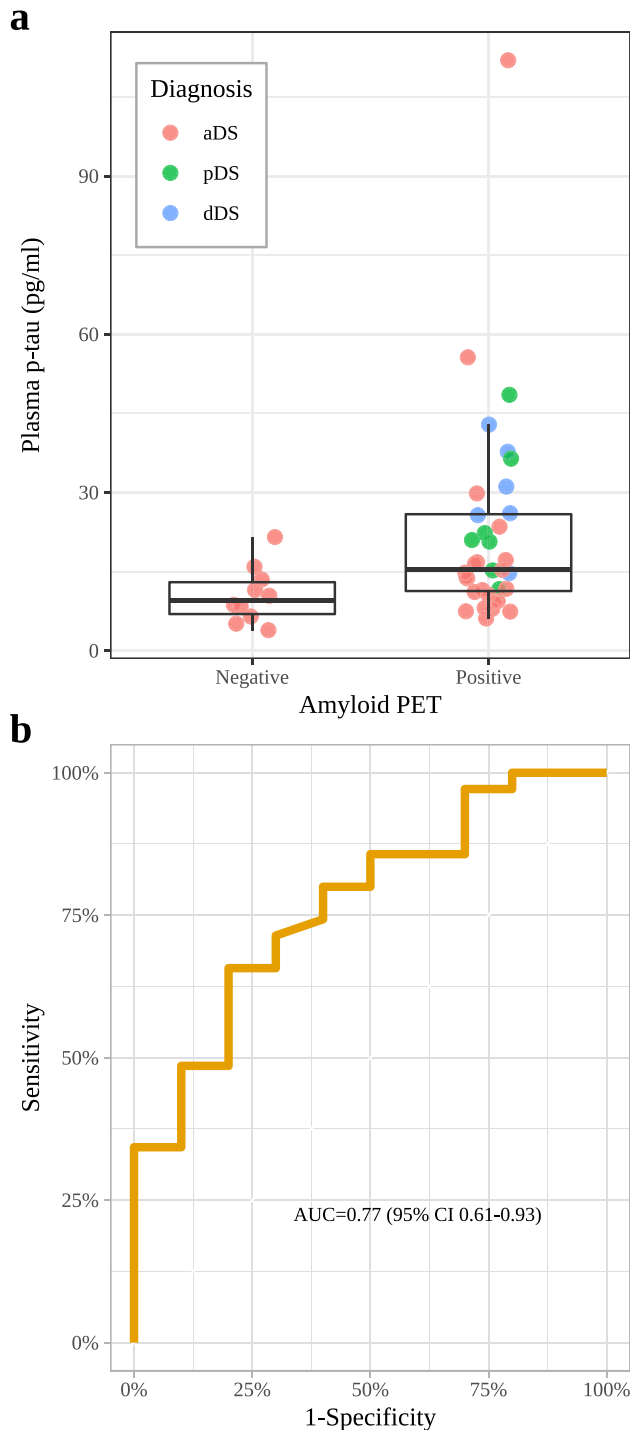 a
Diagnosis
aDS
pDS
dDS
90
60
30
0
Plasma p-tau (pg/ml)
Negative
Positive
Amyloid PET
b
100%
75%
50%
25%
0%
Sensitivity
AUC=0.77 (95% CI 0.61-0.93)
0%
25%
50%
75%
100%
1-Specificity